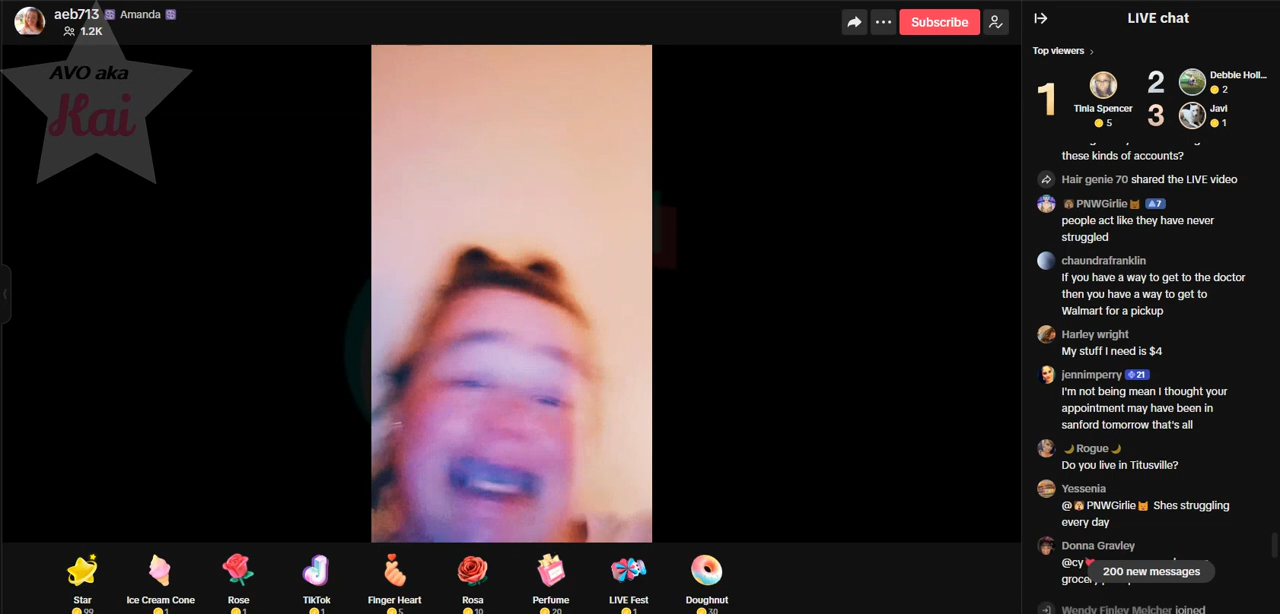 aeb713 Amanda
1.2K
AVO aka
Kai
Subscribe
LIVE chat
Top viewers
1
Tinla Spencer
5
2
Debbie Holl...
2
3
Javi
1
these kinds of accounts?
Hair genie 70 shared the LIVE video
PNWGirlie 7
people act like they have never
struggled
chaundrafranklin
If you have a way to get to the doctor
then you have a way to get to
Walmart for a pickup
Harley wright
My stuff I need is $4
jennimperry 21
I'm not being mean I thought your
appointment may have been in
sanford tomorrow that's all
Rogue
Do you live in Titusville?
Yessenia
@PNWGirlie Shes struggling
every day
Donna Gravley
@cy
200 new messages
Wendy Finley Melcher joined
Star
99
Ice Cream Cone
1
Rose
1
TikTok
1
Finger Heart
5
Rosa
10
Perfume
20
LIVE Fest
1
Doughnut
30